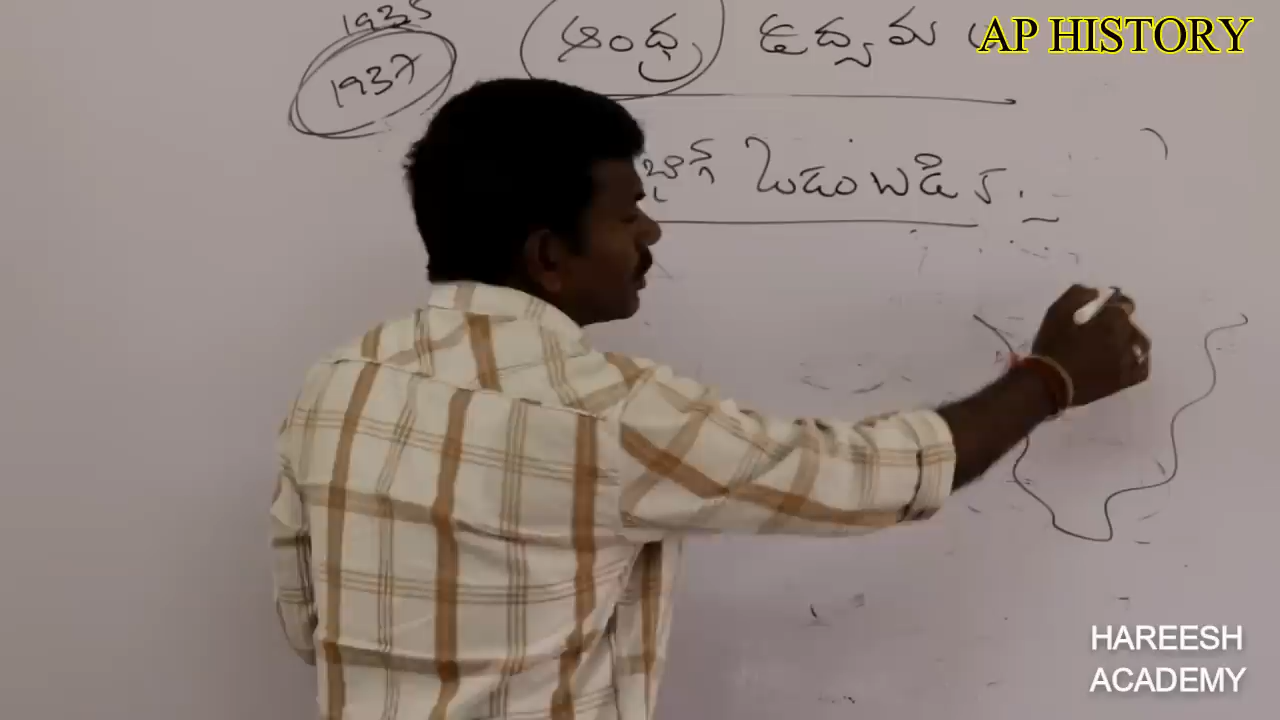 1935
1937
ఆంధ్ర ఉద్యమ
AP HISTORY
బాగ్ ఒడంబడిక.
HAREESH
ACADEMY